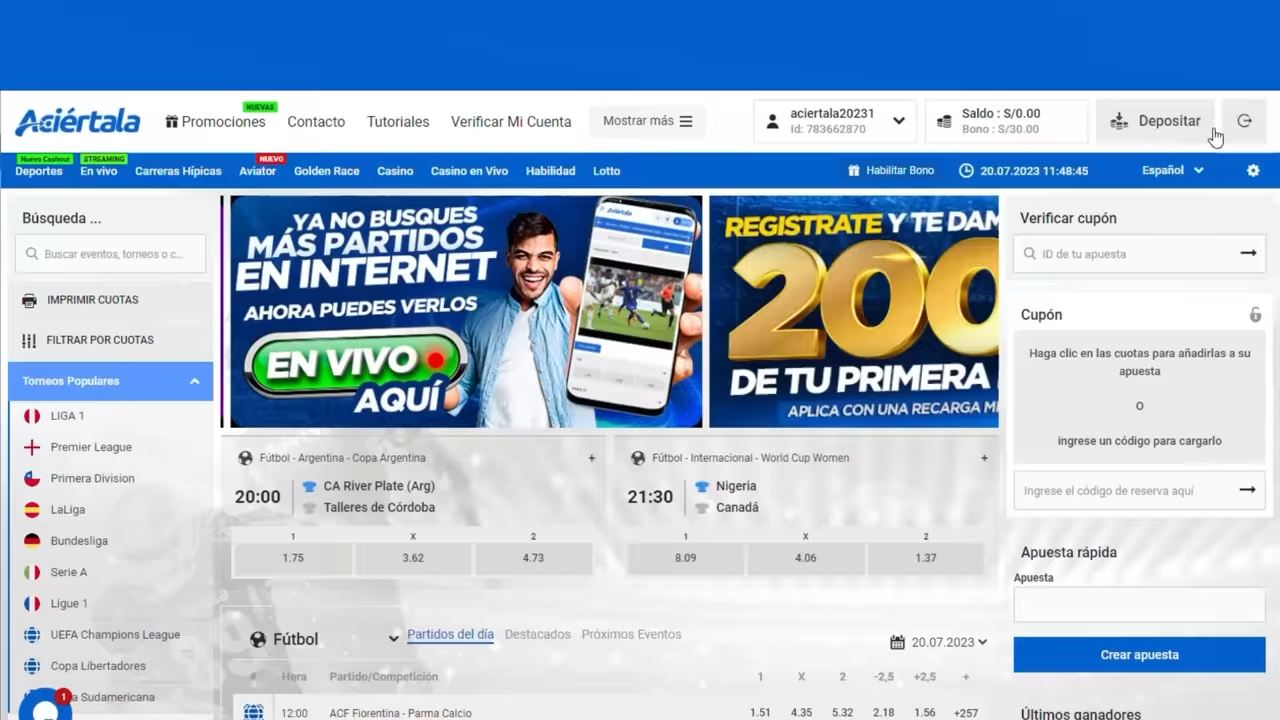 NUEVAS
Aciértala
Promociones
Contacto
Tutoriales
Verificar Mi Cuenta
Mostrar más
aciertala20231
Id: 783662870
Saldo : S/0.00
Bono : S/30.00
Depositar
Nuevo Cashout
STREAMING
NUEVO
Deportes
En vivo
Carreras Hípicas
Aviator
Golden Race
Casino
Casino en Vivo
Habilidad
Lotto
Habilitar Bono
20.07.2023 11:48:45
Español
Búsqueda ...
Buscar eventos, torneos o c...
IMPRIMIR CUOTAS
FILTRAR POR CUOTAS
Torneos Populares
LIGA 1
Premier League
Primera Division
LaLiga
Bundesliga
Serie A
Ligue 1
UEFA Champions League
Copa Libertadores
a Sudamericana
1
YA NO BUSQUES
MÁS PARTIDOS
EN INTERNET
AHORA PUEDES VERLOS
EN VIVO
AQUÍ
Aciértala
REGISTRATE Y TE DAM
200
DE TU PRIMERA
APLICA CON UNA RECARGA MI
Fútbol - Argentina - Copa Argentina
+
20:00
CA River Plate (Arg)
Talleres de Córdoba
1 X 2
1.75 3.62 4.73
Fútbol - Internacional - World Cup Women
+
21:30
Nigeria
Canadá
1 X 2
8.09 4.06 1.37
Fútbol
Partidos del día
Destacados
Próximos Eventos
20.07.2023
# Hora Partido/Competición 1 X 2 -2,5 +2,5 +
12:00 ACF Fiorentina - Parma Calcio 1.51 4.35 5.32 2.18 1.56 +257
Verificar cupón
ID de tu apuesta
Cupón
Haga clic en las cuotas para añadirlas a su
apuesta
O
ingrese un código para cargarlo
Ingrese el código de reserva aquí
Apuesta rápida
Apuesta
Crear apuesta
Últimos ganadores